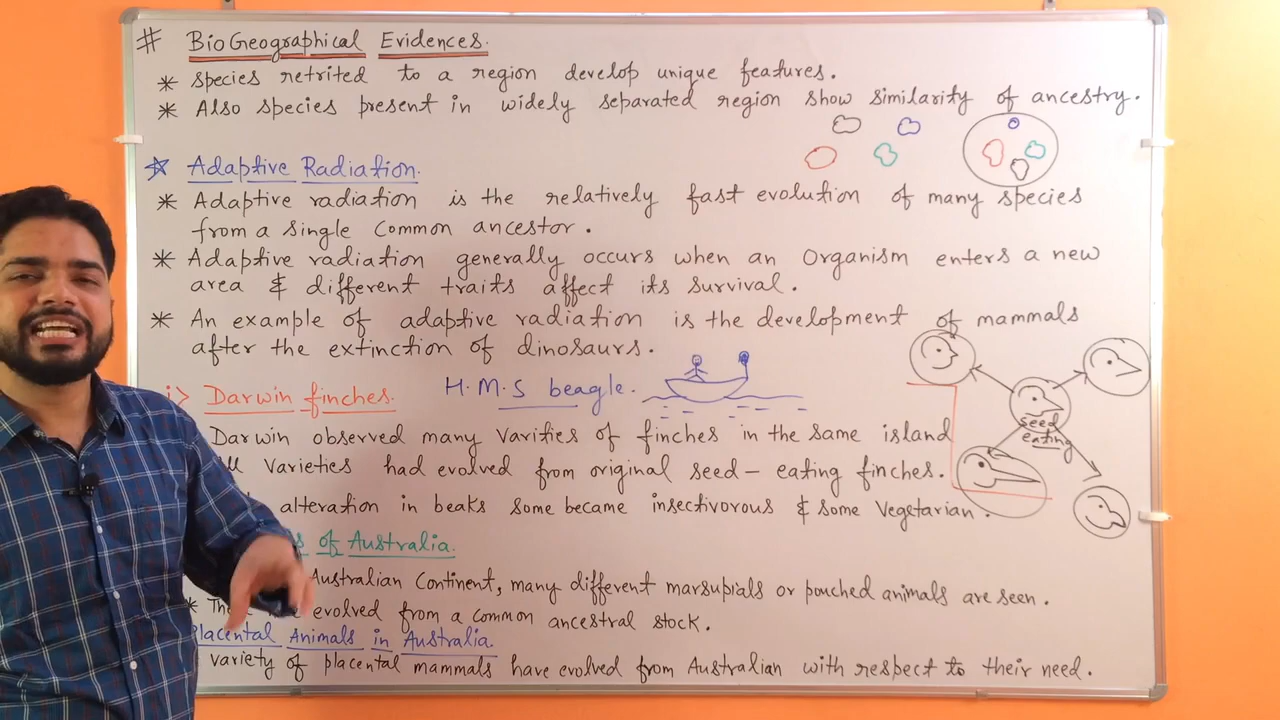 # BioGeographical Evidences.
* Species retrited to a region develop unique features.
* Also species present in widely separated region show similarity of ancestry.
☆ Adaptive Radiation.
* Adaptive radiation is the relatively fast evolution of many species
from a single common ancestor.
* Adaptive radiation generally occurs when an Organism enters a new
area & different traits affect its survival.
* An example of adaptive radiation is the development of mammals
after the extinction of dinosaurs.
i> Darwin finches. H.M.S beagle.
Darwin observed many varities of finches in the same island
varieties had evolved from original seed-eating finches.
alteration in beaks some became insectivorous & some Vegetarian.
seed
eating
of Australia.
Australian Continent, many different marsupials or pouched animals are seen.
* evolved from a common ancestral stock.
Placental Animals in Australia.
variety of placental mammals have evolved from Australian with respect to their need.